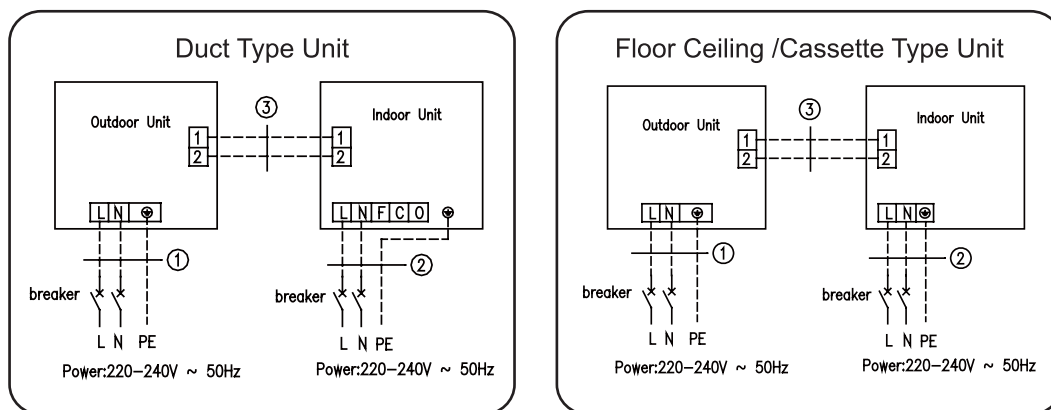 Duct Type Unit
Outdoor Unit
Indoor Unit
③
1 1
2 2
L N
L N F C O
①
②
breaker
breaker
L N PE
L N PE
Power:220–240V ~ 50Hz
Power:220–240V ~ 50Hz
Floor Ceiling /Cassette Type Unit
Outdoor Unit
Indoor Unit
③
1 1
2 2
L N
L N
①
②
breaker
breaker
L N PE
L N PE
Power:220–240V ~ 50Hz
Power:220–240V ~ 50Hz